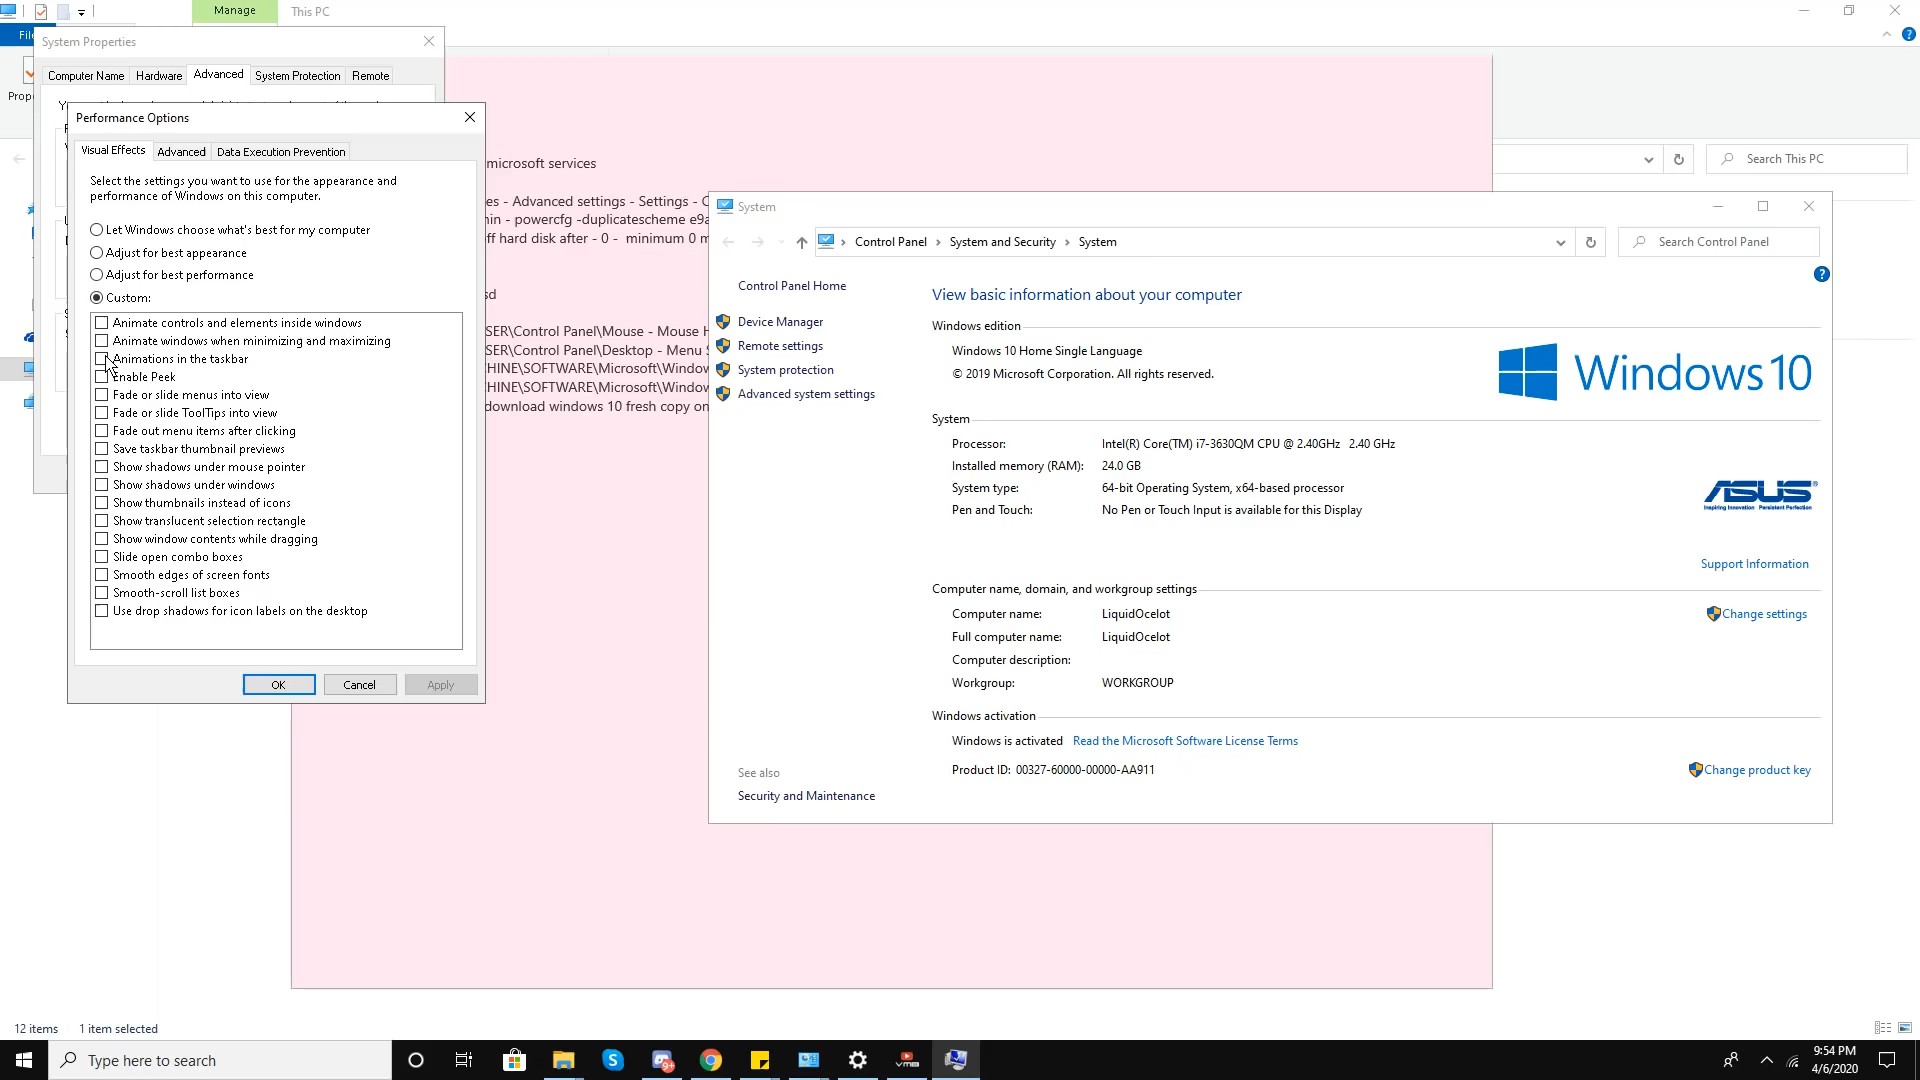 Manage
This PC
File
System Properties
Computer Name
Hardware
Advanced
System Protection
Remote
Performance Options
Visual Effects
Advanced
Data Execution Prevention
Select the settings you want to use for the appearance and
performance of Windows on this computer.
Let Windows choose what's best for my computer
Adjust for best appearance
Adjust for best performance
Custom:
Animate controls and elements inside windows
Animate windows when minimizing and maximizing
Animations in the taskbar
Enable Peek
Fade or slide menus into view
Fade or slide ToolTips into view
Fade out menu items after clicking
Save taskbar thumbnail previews
Show shadows under mouse pointer
Show shadows under windows
Show thumbnails instead of icons
Show translucent selection rectangle
Show window contents while dragging
Slide open combo boxes
Smooth edges of screen fonts
Smooth-scroll list boxes
Use drop shadows for icon labels on the desktop
OK
Cancel
Apply
microsoft services
es - Advanced settings - Settings - C
in - powercfg -duplicatescheme e9a
ff hard disk after - 0 - minimum 0 m
sd
SER\Control Panel\Mouse - Mouse H
SER\Control Panel\Desktop - Menu S
CHINE\SOFTWARE\Microsoft\Window
CHINE\SOFTWARE\Microsoft\Window
download windows 10 fresh copy on
Search This PC
System
Control Panel
System and Security
System
Search Control Panel
Control Panel Home
Device Manager
Remote settings
System protection
Advanced system settings
See also
Security and Maintenance
View basic information about your computer
Windows edition
Windows 10 Home Single Language
© 2019 Microsoft Corporation. All rights reserved.
Windows 10
System
Processor: Intel(R) Core(TM) i7-3630QM CPU @ 2.40GHz 2.40 GHz
Installed memory (RAM): 24.0 GB
System type: 64-bit Operating System, x64-based processor
Pen and Touch: No Pen or Touch Input is available for this Display
ASUS
Inspiring Innovation Persistent Perfection
Support Information
Computer name, domain, and workgroup settings
Computer name: LiquidOcelot
Change settings
Full computer name: LiquidOcelot
Computer description:
Workgroup: WORKGROUP
Windows activation
Windows is activated Read the Microsoft Software License Terms
Product ID: 00327-60000-00000-AA911
Change product key
12 items
1 item selected
Type here to search
9:54 PM
4/6/2020